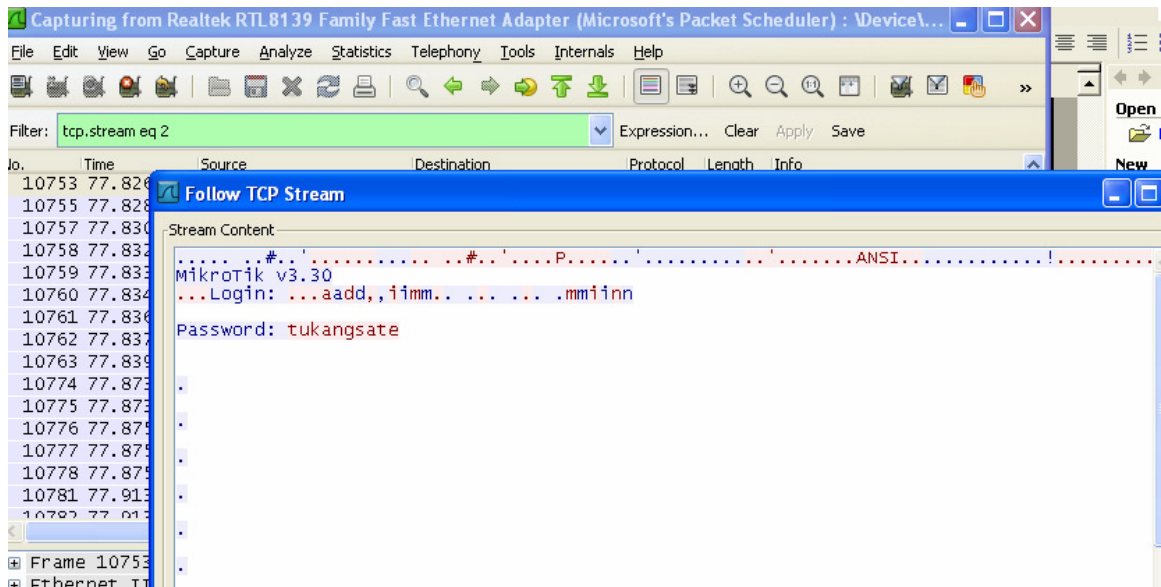 Capturing from Realtek RTL8139 Family Fast Ethernet Adapter (Microsoft's Packet Scheduler) : \Device\...
File Edit View Go Capture Analyze Statistics Telephony Tools Internals Help
Filter: tcp.stream eq 2 Expression... Clear Apply Save
Open
No. Time Source Destination Protocol Length Info
New
10753 77.826
10755 77.828
10757 77.830
10758 77.832
10759 77.833
10760 77.834
10761 77.836
10762 77.837
10763 77.839
10774 77.873
10775 77.873
10776 77.875
10777 77.875
10778 77.875
10781 77.913
10782 77.913
Follow TCP Stream
Stream Content
..... ..#..'........... ..#..'....P......'...........'.......ANSI.............!.........
MikroTik v3.30
...Login: ...aadd,,iimm.. ... ... .mmiinn
Password: tukangsate
.
.
.
.
.
.
Frame 10753
Ethernet II